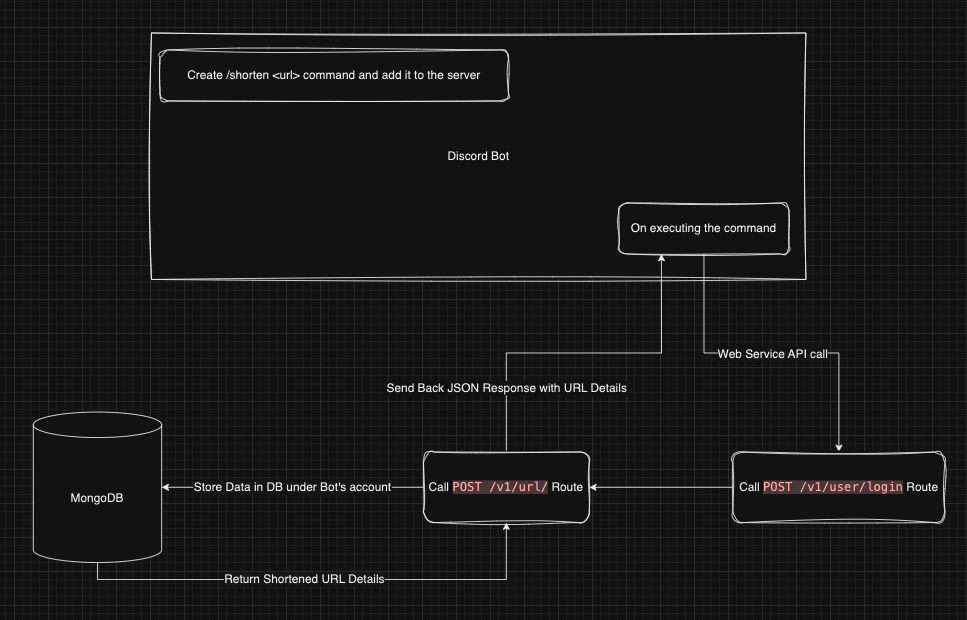 Create /shorten <url> command and add it to the server
Discord Bot
On executing the command
Web Service API call
Send Back JSON Response with URL Details
MongoDB
Store Data in DB under Bot's account
Call POST /v1/url/ Route
Call POST /v1/user/login Route
Return Shortened URL Details